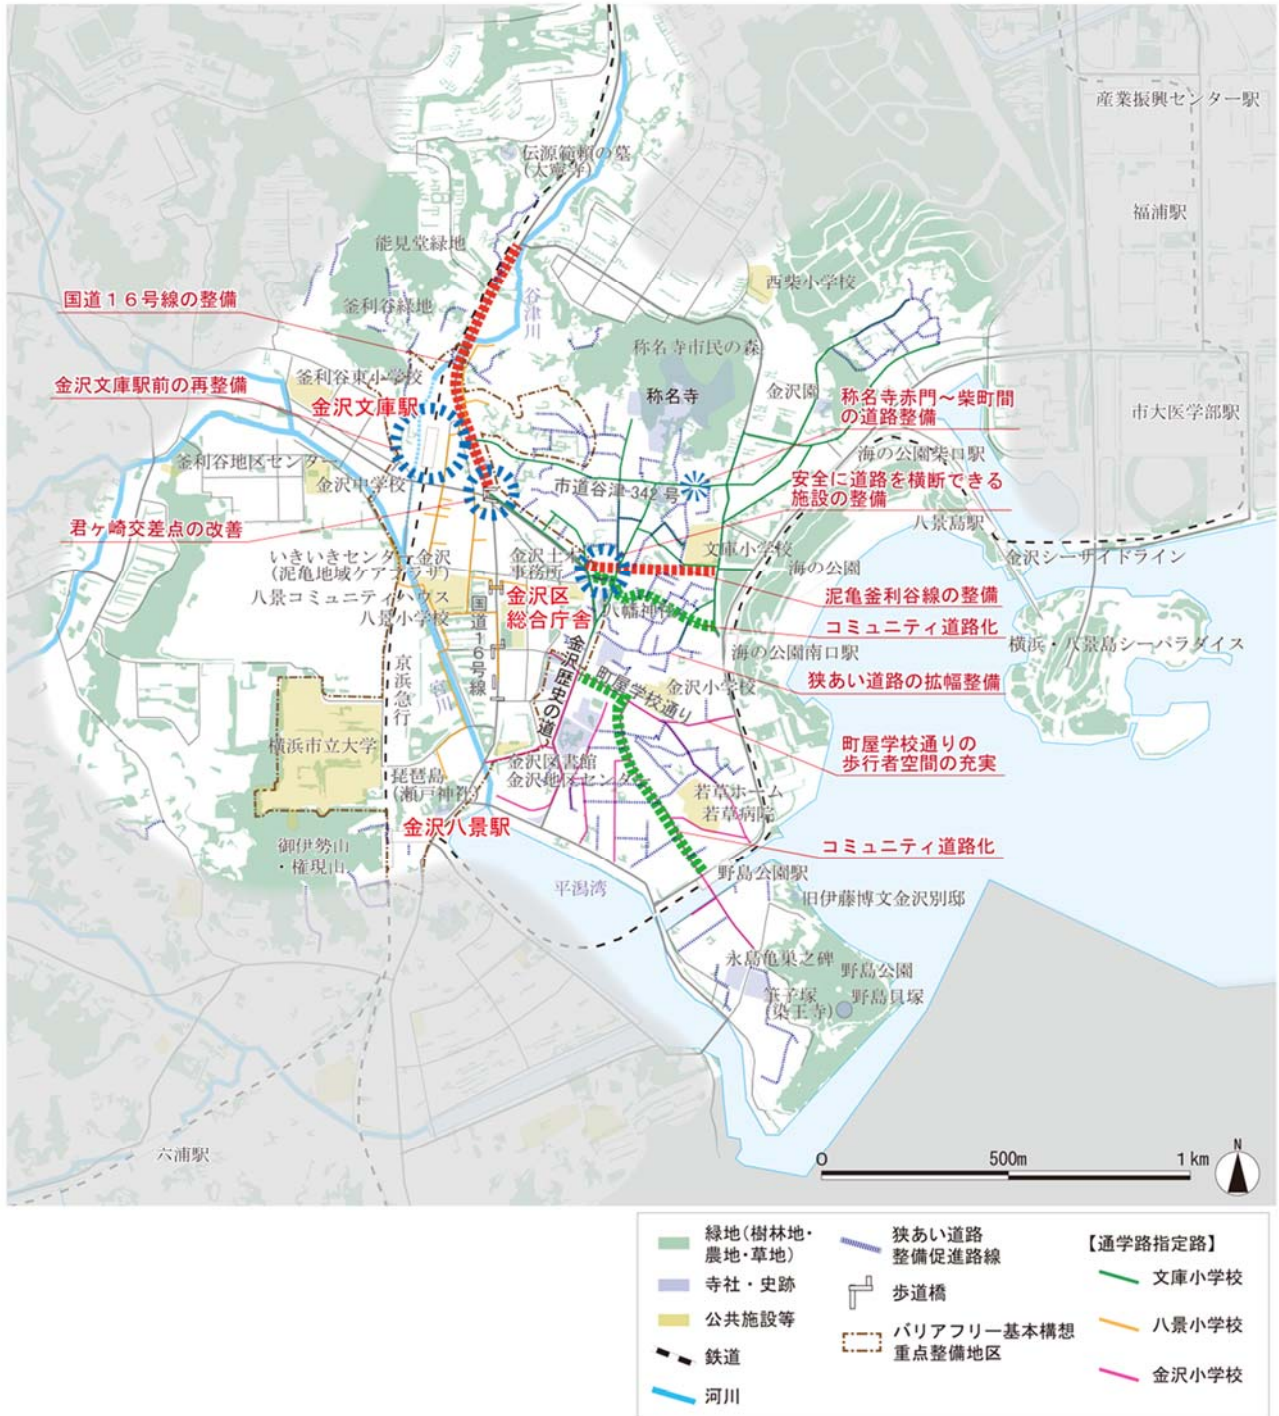 産業振興センター駅
伝源範頼の墓
(太寧寺)
福浦駅
能見堂緑地
西柴小学校
国道１６号線の整備
釜利谷緑地
谷津川
称名寺市民の森
金沢文庫駅前の再整備
釜利谷東小学校
金沢文庫駅
称名寺
金沢園
称名寺赤門～柴町間
の道路整備
市大医学部駅
釜利谷地区センター
金沢中学校
市道谷津 342 号
海の公園柴口駅
安全に道路を横断できる
施設の整備
八景島駅
君ヶ崎交差点の改善
いきいきセンター金沢
(泥亀地域ケアプラザ)
金沢土木
事務所
文庫小学校
海の公園
金沢シーサイドライン
八景コミュニティハウス
八景小学校
国道１６号線
金沢区
総合庁舎
八幡神社
泥亀釜利谷線の整備
コミュニティ道路化
横浜・八景島シーパラダイス
海の公園南口駅
京浜急行
金沢歴史の道
町屋学校通り
金沢小学校
狭あい道路の拡幅整備
横浜市立大学
町屋学校通りの
歩行者空間の充実
琵琶島
(瀬戸神社)
金沢図書館
金沢地区センター
若草ホーム
若草病院
金沢八景駅
御伊勢山
・権現山
コミュニティ道路化
平潟湾
野島公園駅
旧伊藤博文金沢別邸
永島亀巣之碑
野島公園
筆子塚
(染王寺)
野島貝塚
六浦駅
0 500m 1 km
N
緑地(樹林地・
農地・草地)
寺社・史跡
公共施設等
鉄道
河川
狭あい道路
整備促進路線
歩道橋
バリアフリー基本構想
重点整備地区
【通学路指定路】
文庫小学校
八景小学校
金沢小学校